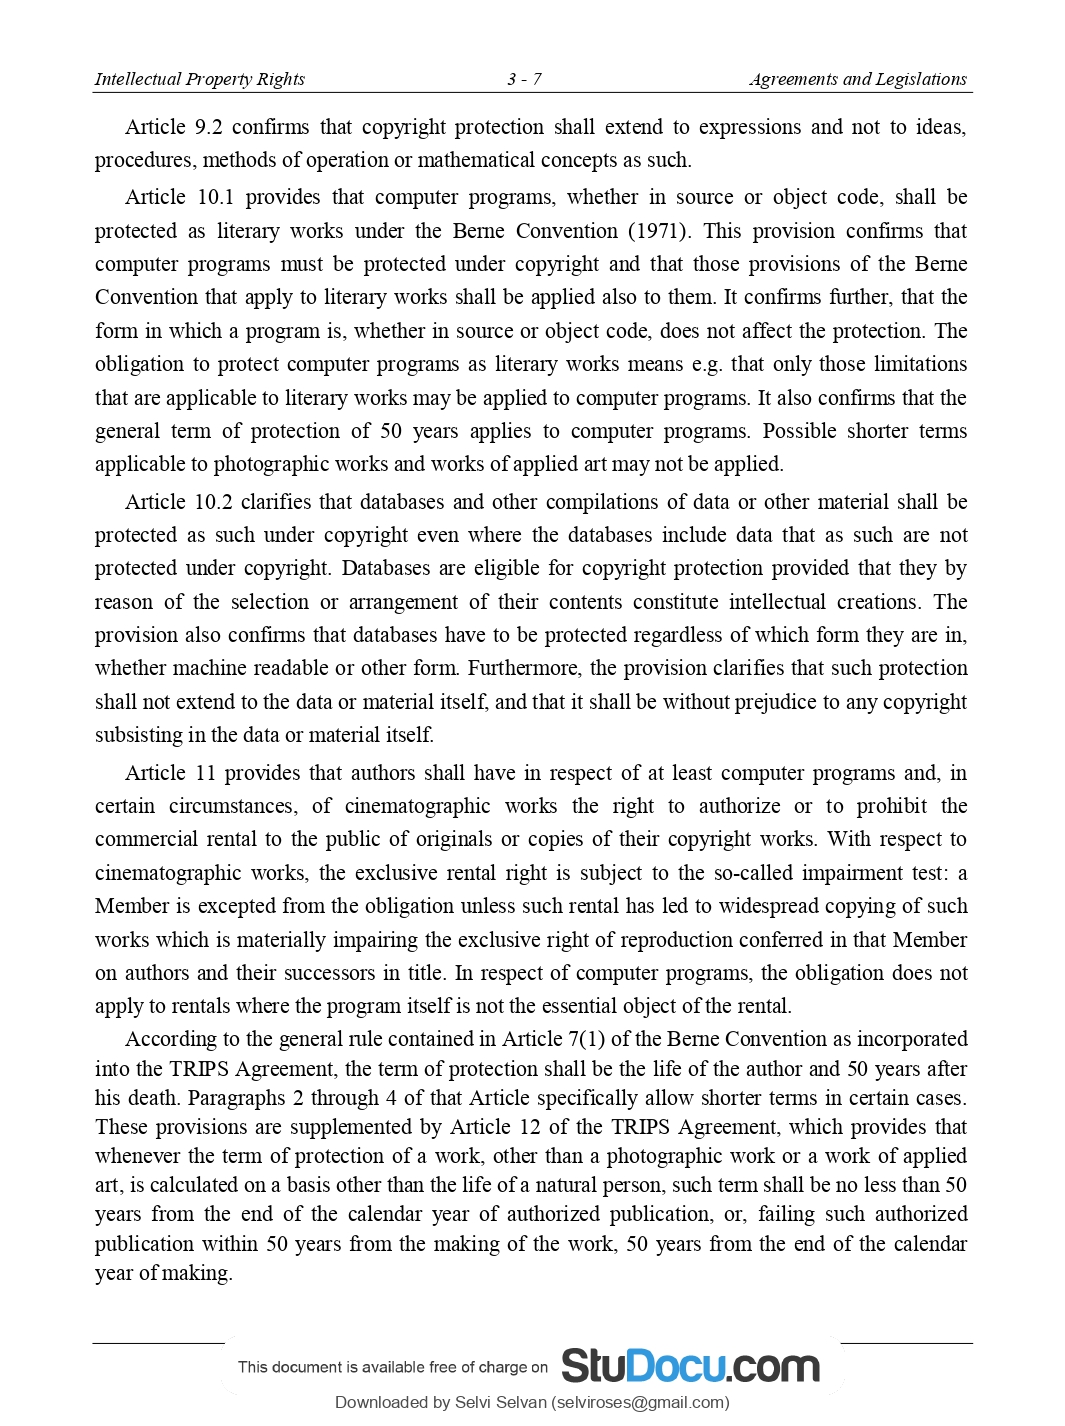 Intellectual Property Rights 3 - 7 Agreements and Legislations
Article 9.2 confirms that copyright protection shall extend to expressions and not to ideas,
procedures, methods of operation or mathematical concepts as such.
Article 10.1 provides that computer programs, whether in source or object code, shall be
protected as literary works under the Berne Convention (1971). This provision confirms that
computer programs must be protected under copyright and that those provisions of the Berne
Convention that apply to literary works shall be applied also to them. It confirms further, that the
form in which a program is, whether in source or object code, does not affect the protection. The
obligation to protect computer programs as literary works means e.g. that only those limitations
that are applicable to literary works may be applied to computer programs. It also confirms that the
general term of protection of 50 years applies to computer programs. Possible shorter terms
applicable to photographic works and works of applied art may not be applied.
Article 10.2 clarifies that databases and other compilations of data or other material shall be
protected as such under copyright even where the databases include data that as such are not
protected under copyright. Databases are eligible for copyright protection provided that they by
reason of the selection or arrangement of their contents constitute intellectual creations. The
provision also confirms that databases have to be protected regardless of which form they are in,
whether machine readable or other form. Furthermore, the provision clarifies that such protection
shall not extend to the data or material itself, and that it shall be without prejudice to any copyright
subsisting in the data or material itself.
Article 11 provides that authors shall have in respect of at least computer programs and, in
certain circumstances, of cinematographic works the right to authorize or to prohibit the
commercial rental to the public of originals or copies of their copyright works. With respect to
cinematographic works, the exclusive rental right is subject to the so-called impairment test: a
Member is excepted from the obligation unless such rental has led to widespread copying of such
works which is materially impairing the exclusive right of reproduction conferred in that Member
on authors and their successors in title. In respect of computer programs, the obligation does not
apply to rentals where the program itself is not the essential object of the rental.
According to the general rule contained in Article 7(1) of the Berne Convention as incorporated
into the TRIPS Agreement, the term of protection shall be the life of the author and 50 years after
his death. Paragraphs 2 through 4 of that Article specifically allow shorter terms in certain cases.
These provisions are supplemented by Article 12 of the TRIPS Agreement, which provides that
whenever the term of protection of a work, other than a photographic work or a work of applied
art, is calculated on a basis other than the life of a natural person, such term shall be no less than 50
years from the end of the calendar year of authorized publication, or, failing such authorized
publication within 50 years from the making of the work, 50 years from the end of the calendar
year of making.
This document is available free of charge on StuDocu.com
Downloaded by Selvi Selvan (selviroses@gmail.com)